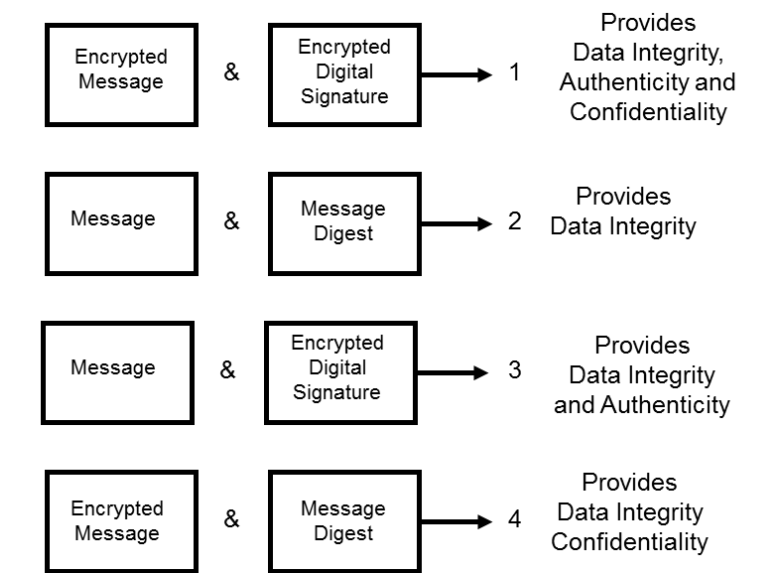 Encrypted
Message
&
Encrypted
Digital
Signature
1
Provides
Data Integrity,
Authenticity and
Confidentiality
Message
&
Message
Digest
2
Provides
Data Integrity
Message
&
Encrypted
Digital
Signature
3
Provides
Data Integrity
and Authenticity
Encrypted
Message
&
Message
Digest
4
Provides
Data Integrity
Confidentiality